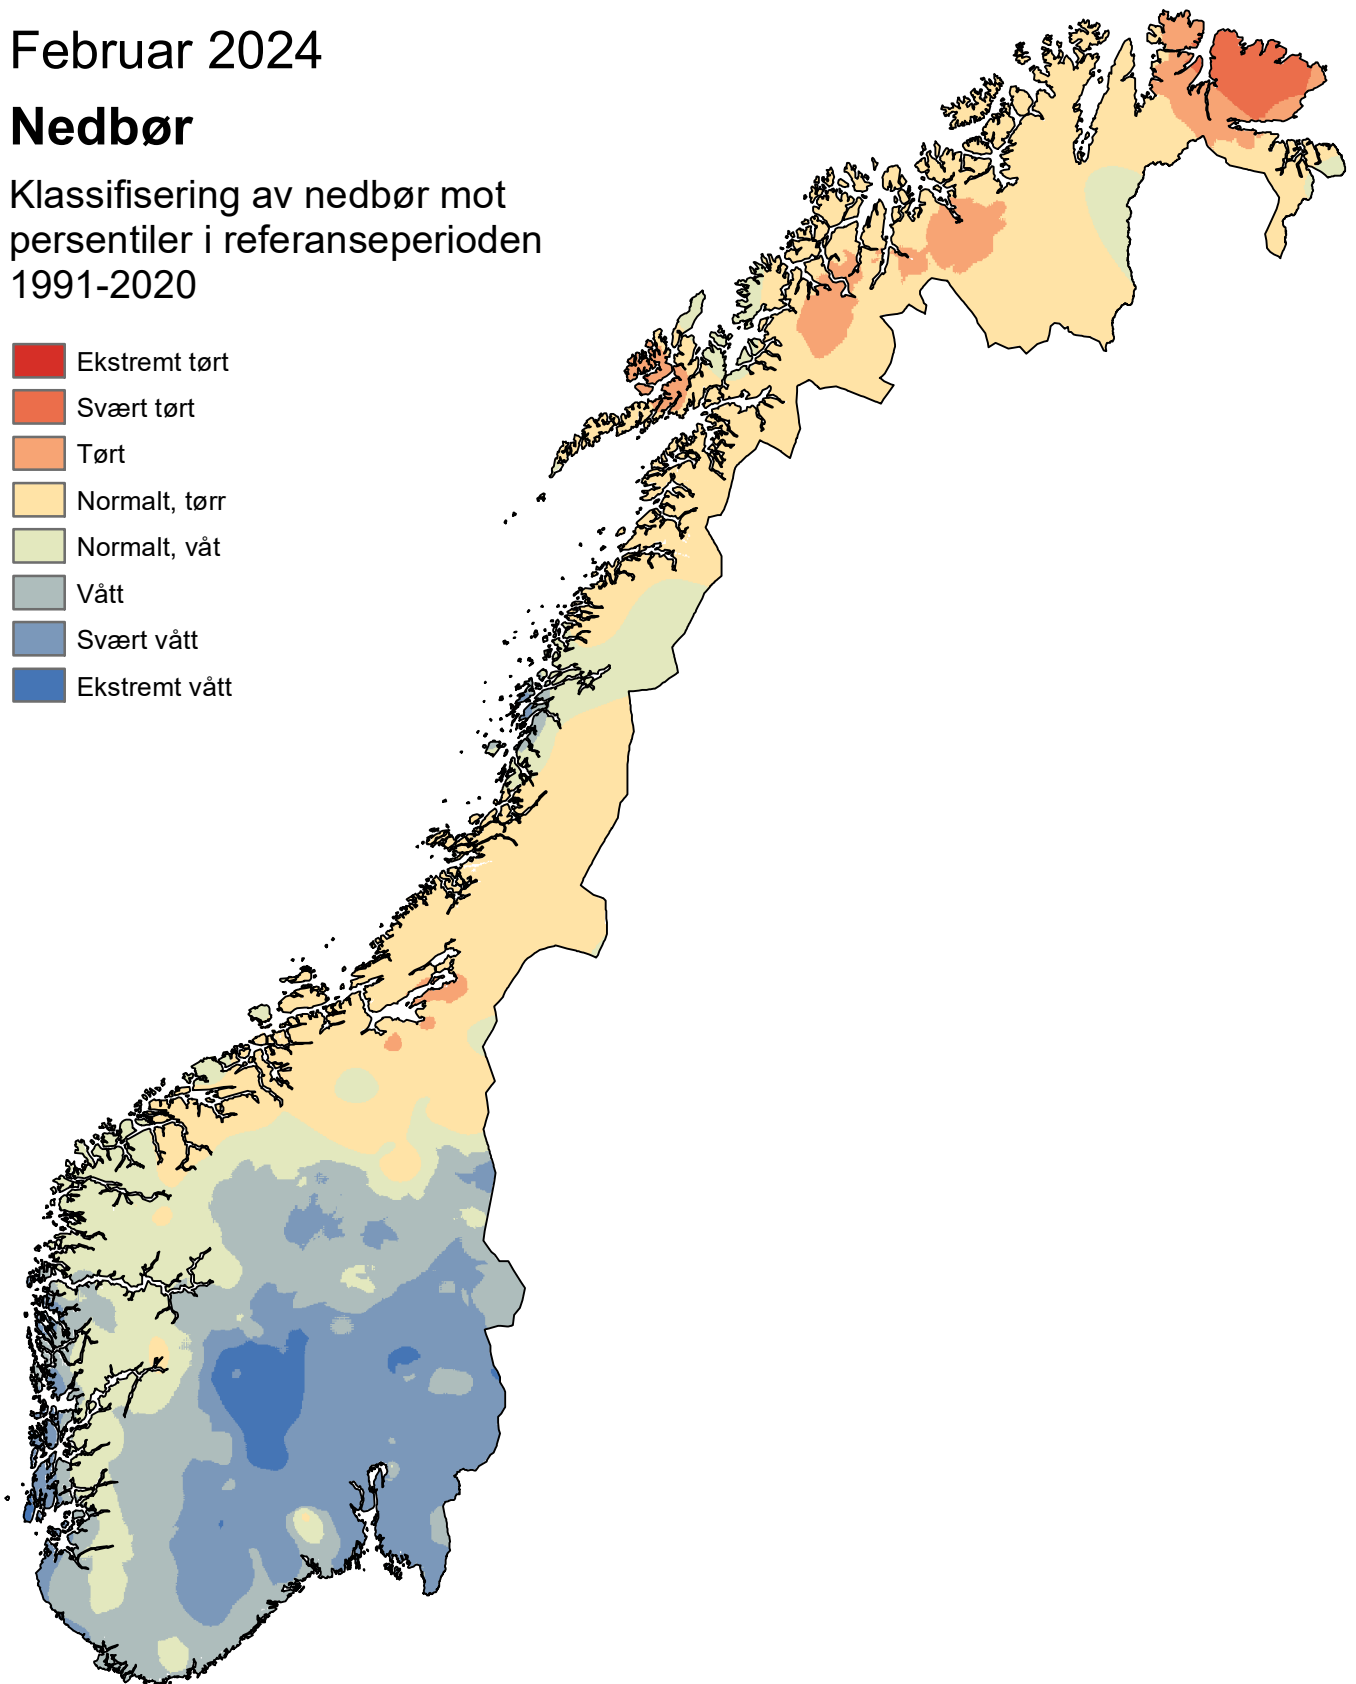 Februar 2024
Nedbør
Klassifisering av nedbør mot
persentiler i referanseperioden
1991-2020
Ekstremt tørt
Svært tørt
Tørt
Normalt, tørr
Normalt, våt
Vått
Svært vått
Ekstremt vått